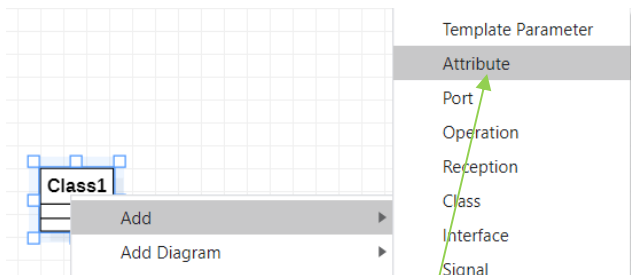 Template Parameter
Attribute
Port
Operation
Reception
Class
Interface
Signal
Class1
Add
Add Diagram